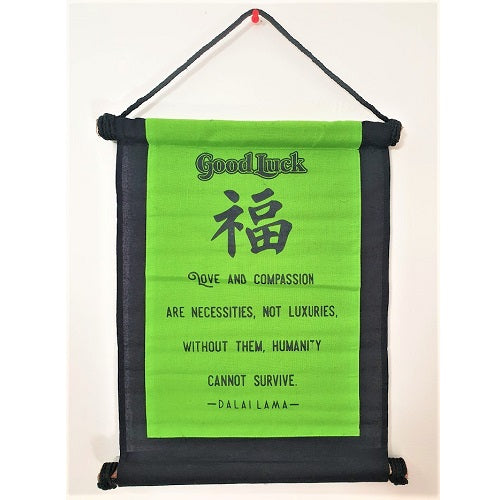 Good Luck
福
LOVE AND COMPASSION
ARE NECESSITIES, NOT LUXURIES,
WITHOUT THEM, HUMANITY
CANNOT SURVIVE.
—DALAI LAMA—